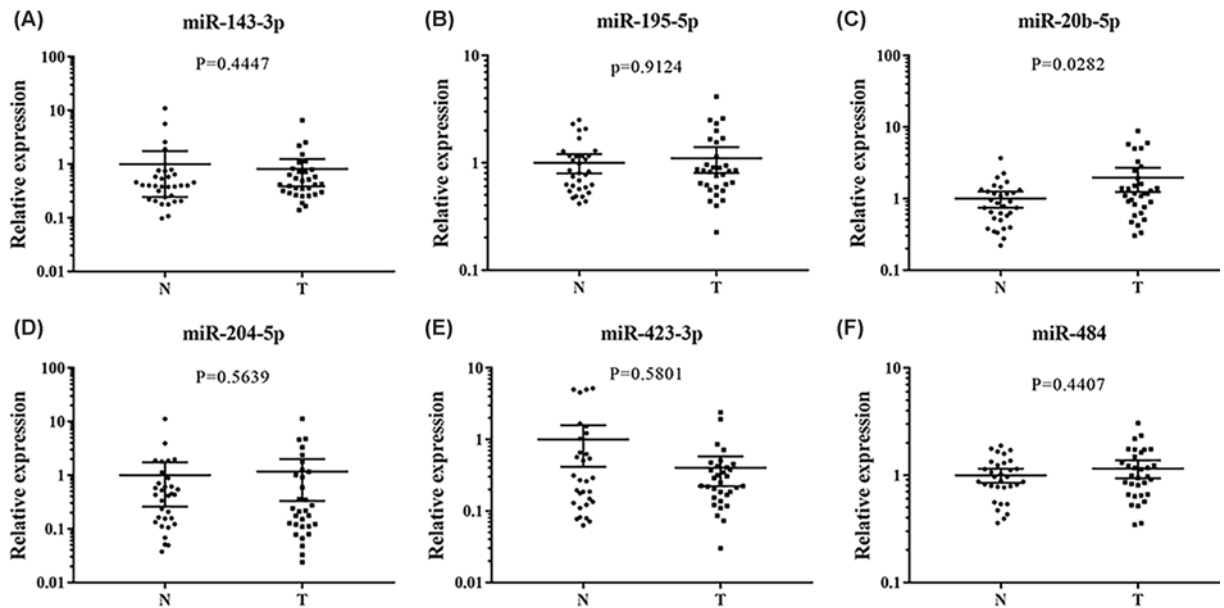 (A)
miR-143-3p
P=0.4447
Relative expression
100
10
1
0.1
0.01
N T
(B)
miR-195-5p
p=0.9124
Relative expression
10
1
0.1
N T
(C)
miR-20b-5p
P=0.0282
Relative expression
100
10
1
0.1
N T
(D)
miR-204-5p
P=0.5639
Relative expression
100
10
1
0.1
0.01
N T
(E)
miR-423-3p
P=0.5801
Relative expression
10
1
0.1
0.01
N T
(F)
miR-484
P=0.4407
Relative expression
10
1
0.1
N T